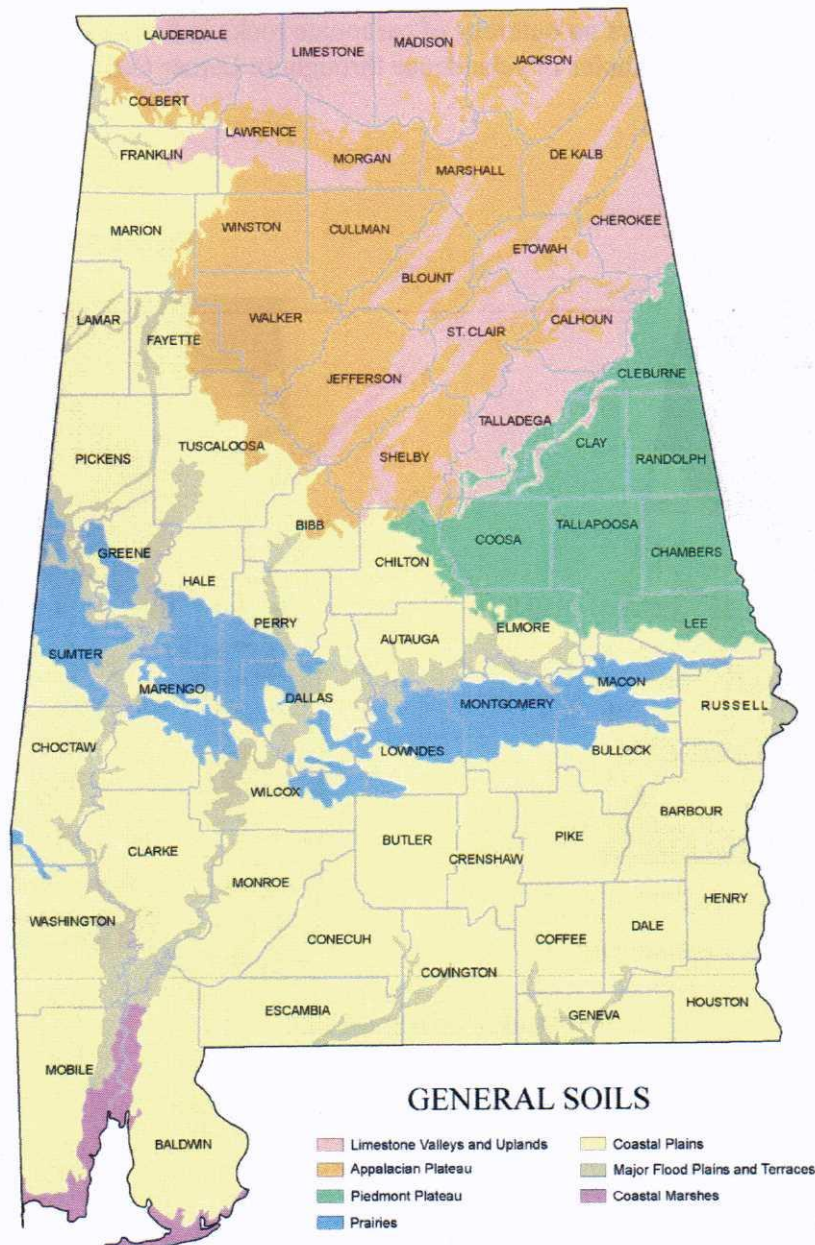 LAUDERDALE
LIMESTONE
MADISON
JACKSON
COLBERT
LAWRENCE
FRANKLIN
MORGAN
MARSHALL
DE KALB
CHEROKEE
MARION
WINSTON
CULLMAN
ETOWAH
BLOUNT
LAMAR
FAYETTE
WALKER
ST. CLAIR
CALHOUN
JEFFERSON
CLEBURNE
TALLADEGA
PICKENS
TUSCALOOSA
SHELBY
CLAY
RANDOLPH
BIBB
GREENE
HALE
CHILTON
COOSA
TALLAPOOSA
CHAMBERS
PERRY
AUTAUGA
ELMORE
LEE
SUMTER
MARENGO
DALLAS
MONTGOMERY
MACON
RUSSELL
CHOCTAW
LOWNDES
BULLOCK
WILCOX
CLARKE
BUTLER
CRENSHAW
PIKE
BARBOUR
MONROE
HENRY
WASHINGTON
CONECUH
COVINGTON
COFFEE
DALE
ESCAMBIA
GENEVA
HOUSTON
MOBILE
BALDWIN
GENERAL SOILS
Limestone Valleys and Uplands
Appalacian Plateau
Piedmont Plateau
Prairies
Coastal Plains
Major Flood Plains and Terraces
Coastal Marshes